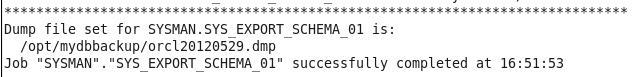 ******************************************************************************
Dump file set for SYSMAN.SYS_EXPORT_SCHEMA_01 is:
  /opt/mydbbackup/orcl20120529.dmp
Job "SYSMAN"."SYS_EXPORT_SCHEMA_01" successfully completed at 16:51:53